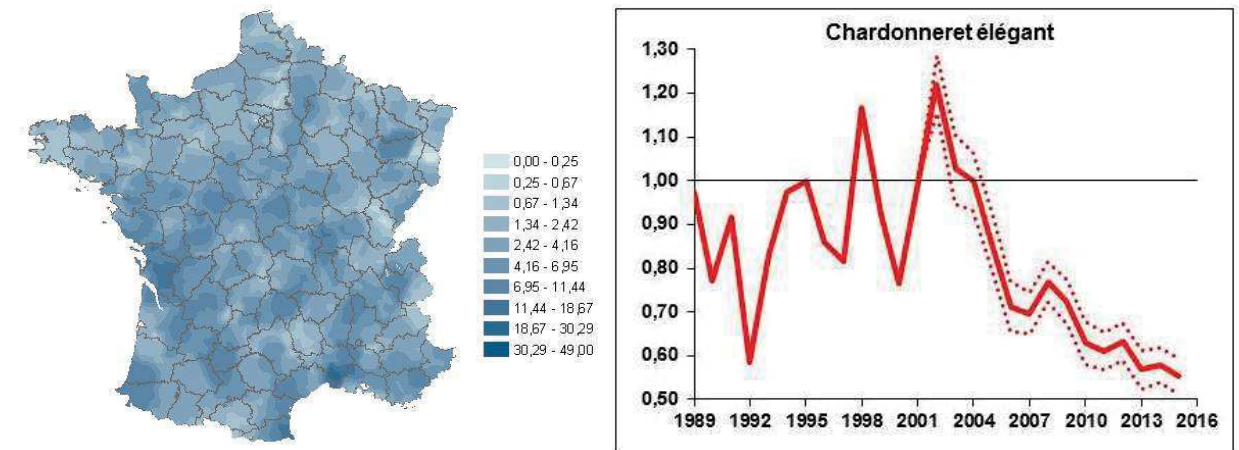 0,00 - 0,25
0,25 - 0,67
0,67 - 1,34
1,34 - 2,42
2,42 - 4,16
4,16 - 6,95
6,95 - 11,44
11,44 - 18,67
18,67 - 30,29
30,29 - 49,00
Chardonneret élégant
1,30
1,20
1,10
1,00
0,90
0,80
0,70
0,60
0,50
1989 1992 1995 1998 2001 2004 2007 2010 2013 2016